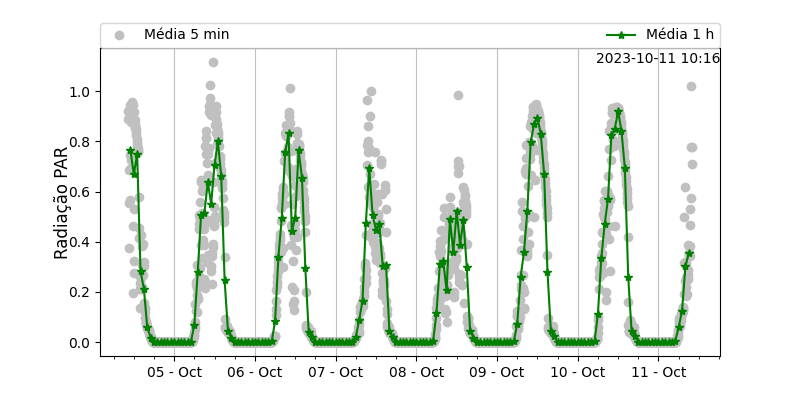 Média 5 min
Média 1 h
2023-10-11 10:16
Radiação PAR
1.0
0.8
0.6
0.4
0.2
0.0
05 - Oct
06 - Oct
07 - Oct
08 - Oct
09 - Oct
10 - Oct
11 - Oct